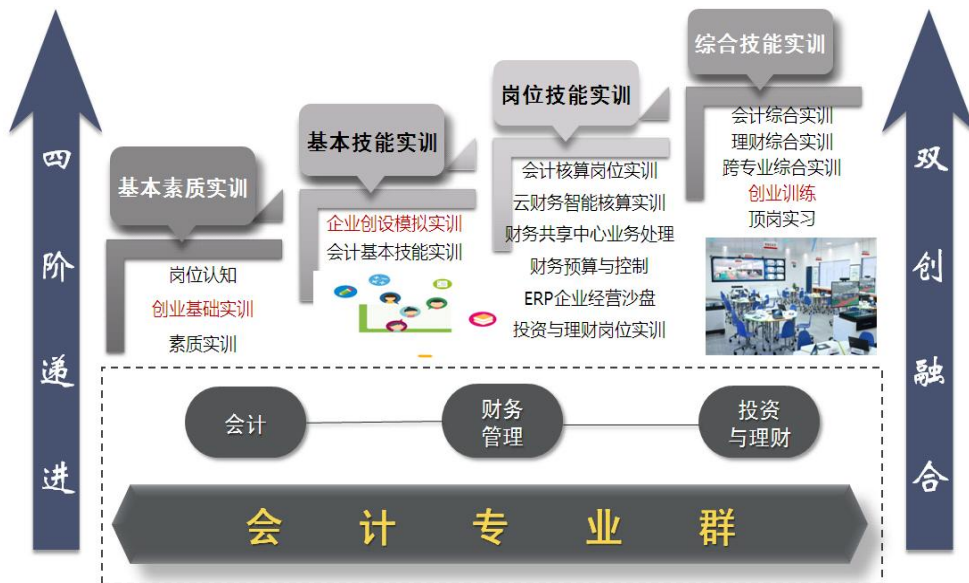 四阶递进
基本素质实训
岗位认知
创业基础实训
素质实训
基本技能实训
企业创设模拟实训
会计基本技能实训
岗位技能实训
会计核算岗位实训
云财务智能核算实训
财务共享中心业务处理
财务预算与控制
ERP企业经营沙盘
投资与理财岗位实训
综合技能实训
会计综合实训
理财综合实训
跨专业综合实训
创业训练
顶岗实习
双创融合
会计
财务
管理
投资
与理财
会计专业群